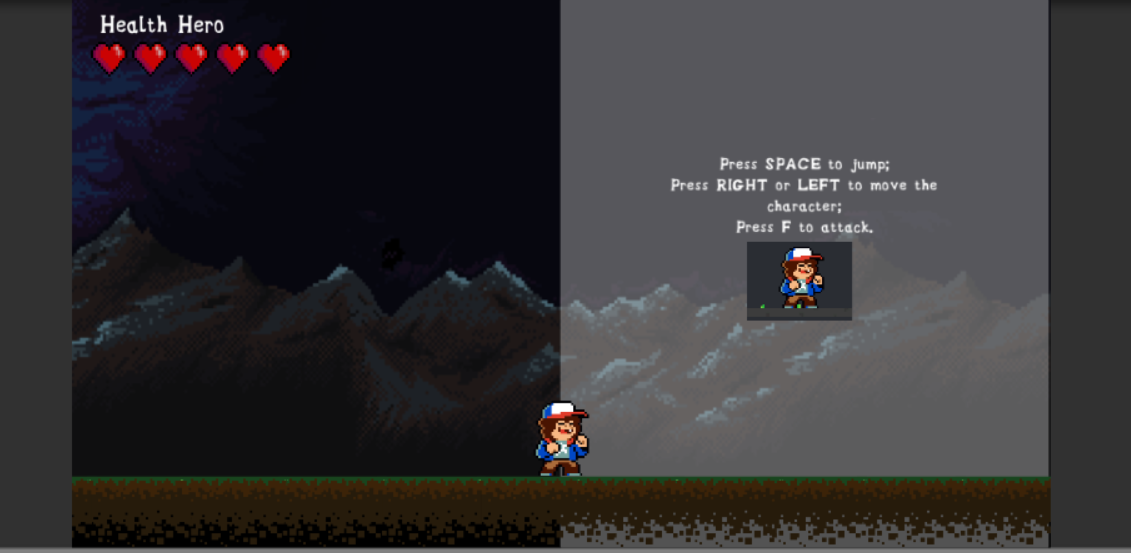 Health Hero
Press SPACE to jump;
Press RIGHT or LEFT to move the
character;
Press F to attack.